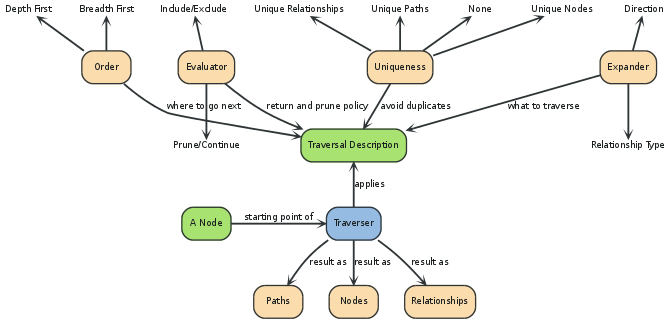 Depth First
Breadth First
Include/Exclude
Unique Relationships
Unique Paths
None
Unique Nodes
Direction
Order
Evaluator
Uniqueness
Expander
where to go next
return and prune policy
avoid duplicates
what to traverse
Prune/Continue
Traversal Description
Relationship Type
applies
A Node
starting point of
Traverser
result as
result as
result as
Paths
Nodes
Relationships